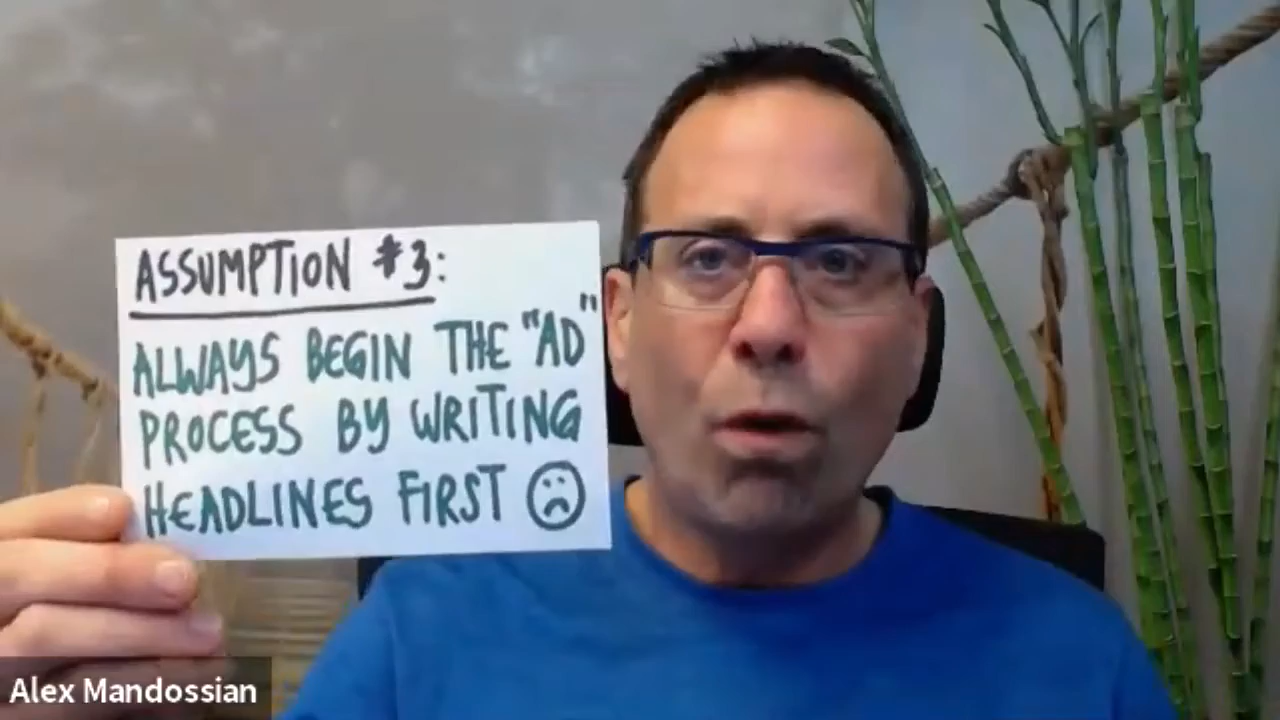 ASSUMPTION #3:
ALWAYS BEGIN THE "AD"
PROCESS BY WRITING
HEADLINES FIRST
Alex Mandossian